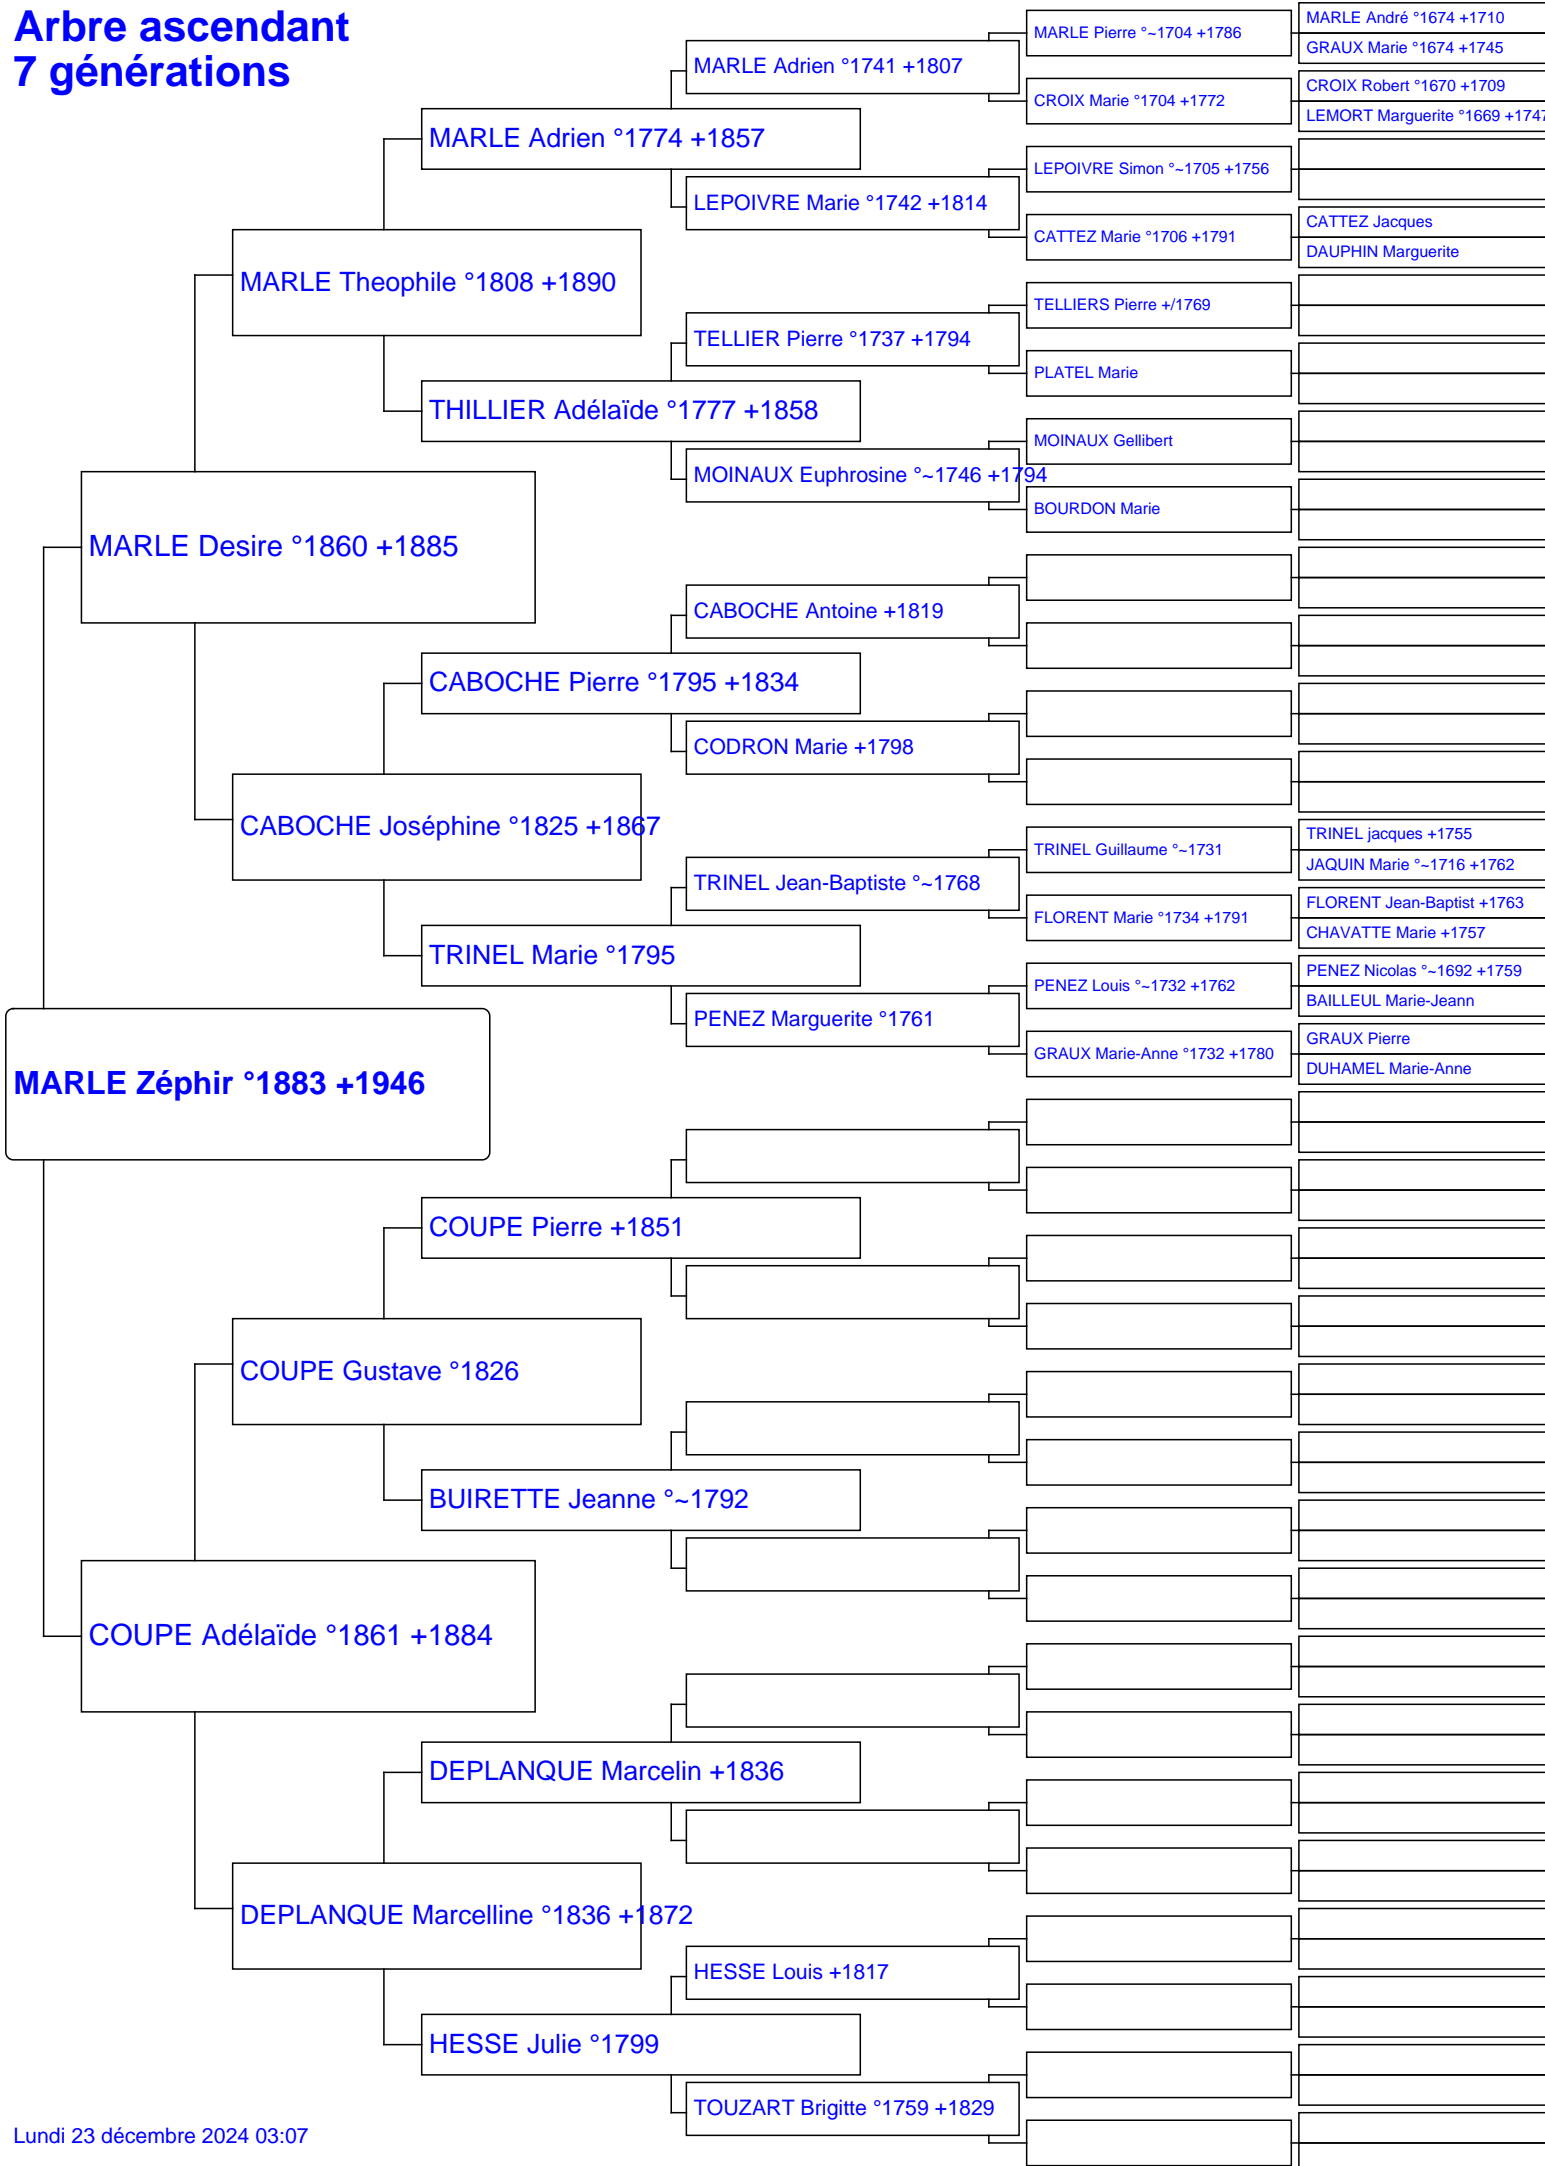 Arbre ascendant
7 générations
MARLE Zéphir °1883 +1946
MARLE Desire °1860 +1885
COUPE Adélaïde °1861 +1884
MARLE Theophile °1808 +1890
CABOCHE Joséphine °1825 +1867
COUPE Gustave °1826
DEPLANQUE Marcelline °1836 +1872
MARLE Adrien °1774 +1857
THILLIER Adélaïde °1777 +1858
CABOCHE Pierre °1795 +1834
TRINEL Marie °1795
COUPE Pierre +1851
BUIRETTE Jeanne °~1792
DEPLANQUE Marcelin +1836
HESSE Julie °1799
MARLE Adrien °1741 +1807
LEPOIVRE Marie °1742 +1814
TELLIER Pierre °1737 +1794
MOINAUX Euphrosine °~1746 +1794
CABOCHE Antoine +1819
CODRON Marie +1798
TRINEL Jean-Baptiste °~1768
PENEZ Marguerite °1761
HESSE Louis +1817
TOUZART Brigitte °1759 +1829
MARLE Pierre °~1704 +1786
CROIX Marie °1704 +1772
LEPOIVRE Simon °~1705 +1756
CATTEZ Marie °1706 +1791
TELLIERS Pierre +/1769
PLATEL Marie
MOINAUX Gellibert
BOURDON Marie
TRINEL Guillaume °~1731
FLORENT Marie °1734 +1791
PENEZ Louis °~1732 +1762
GRAUX Marie-Anne °1732 +1780
MARLE André °1674 +1710
GRAUX Marie °1674 +1745
CROIX Robert °1670 +1709
LEMORT Marguerite °1669 +1747
CATTEZ Jacques
DAUPHIN Marguerite
TRINEL jacques +1755
JAQUIN Marie °~1716 +1762
FLORENT Jean-Baptist +1763
CHAVATTE Marie +1757
PENEZ Nicolas °~1692 +1759
BAILLEUL Marie-Jeann
GRAUX Pierre
DUHAMEL Marie-Anne
Lundi 23 décembre 2024 03:07